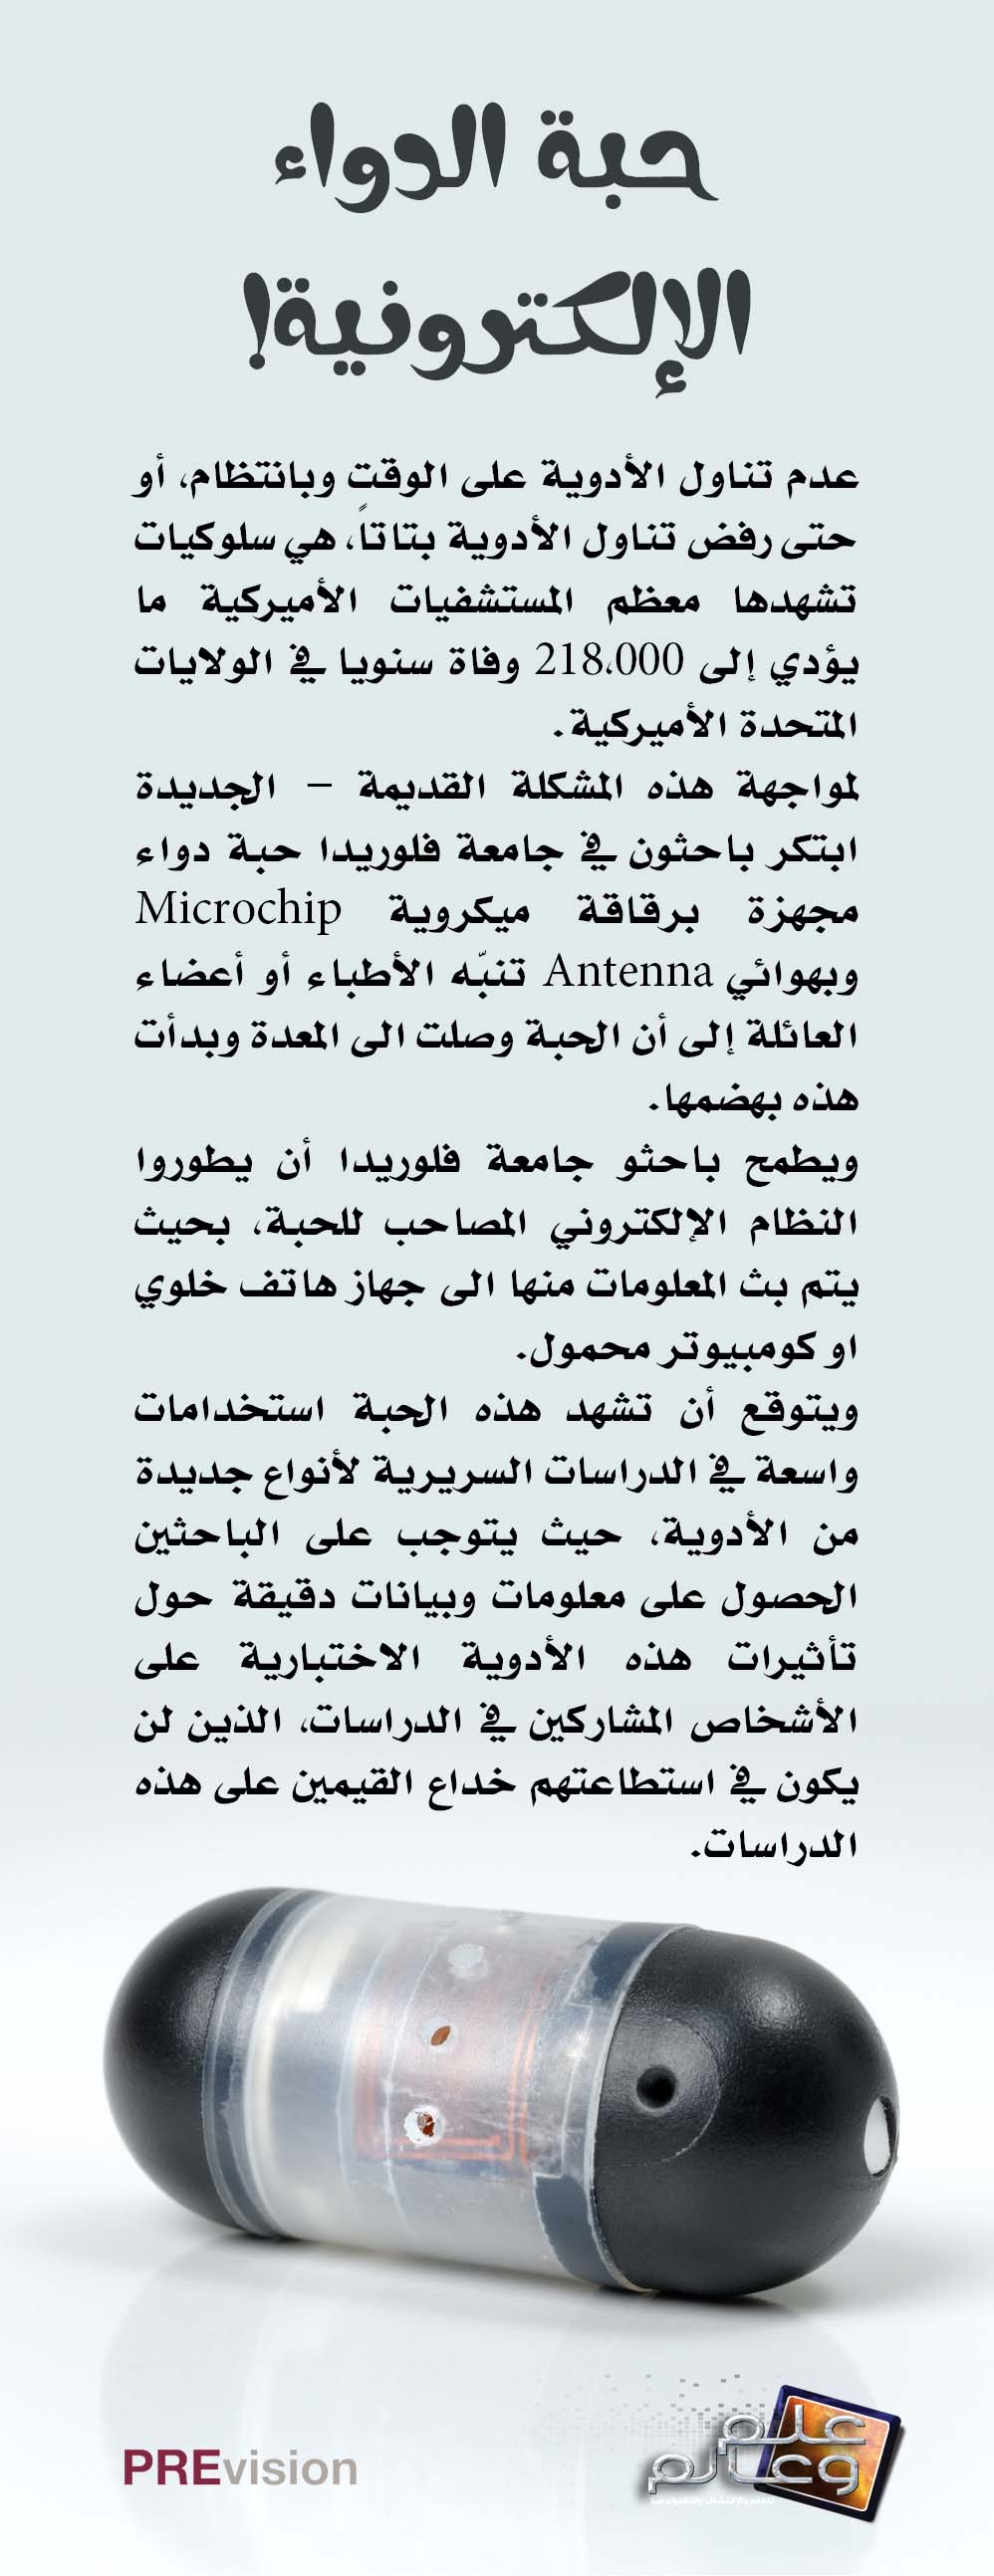 حبة الدواء
الإلكترونية!
عدم تناول الأدوية على الوقت وبانتظام، أو
حتى رفض تناول الأدوية بتاتاً، هي سلوكيات
تشهدها معظم المستشفيات الأميركية ما
يؤدي إلى 218،000 وفاة سنويا في الولايات
المتحدة الأميركية.
لمواجهة هذه المشكلة القديمة – الجديدة
ابتكر باحثون في جامعة فلوريدا حبة دواء
مجهزة برقاقة ميكروية Microchip
وبهوائي Antenna تنبّه الأطباء أو أعضاء
العائلة إلى أن الحبة وصلت الى المعدة وبدأت
هذه بهضمها.
ويطمح باحثو جامعة فلوريدا أن يطوروا
النظام الإلكتروني المصاحب للحبة، بحيث
يتم بث المعلومات منها الى جهاز هاتف خلوي
او كومبيوتر محمول.
ويتوقع أن تشهد هذه الحبة استخدامات
واسعة في الدراسات السريرية لأنواع جديدة
من الأدوية، حيث يتوجب على الباحثين
الحصول على معلومات وبيانات دقيقة حول
تأثيرات هذه الأدوية الاختبارية على
الأشخاص المشاركين في الدراسات، الذين لن
يكون في استطاعتهم خداع القيمين على هذه
الدراسات.
علم
وعالم
PREvision